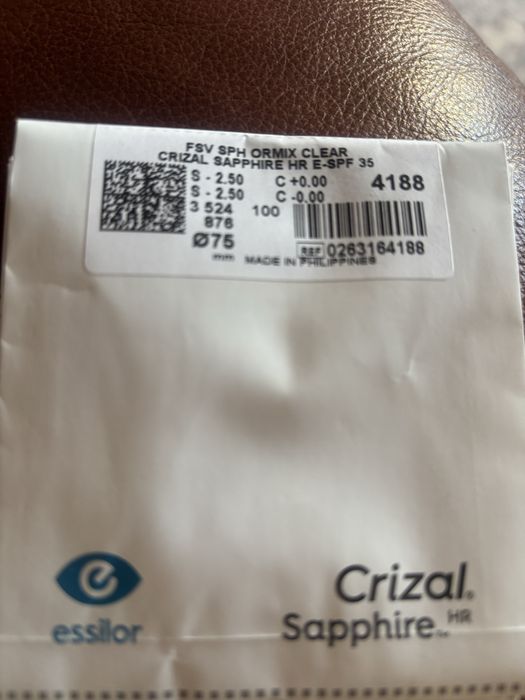 FSV SPH ORMIX CLEAR
CRIZAL SAPPHIRE HR E-SPF 35
S - 2.50 C +0.00 4188
S - 2.50 C -0.00
3 524 100
876
Ø75
mm MADE IN PHILIPPINES
REF 0263164188
essilor
Crizal®
Sapphire™ HR